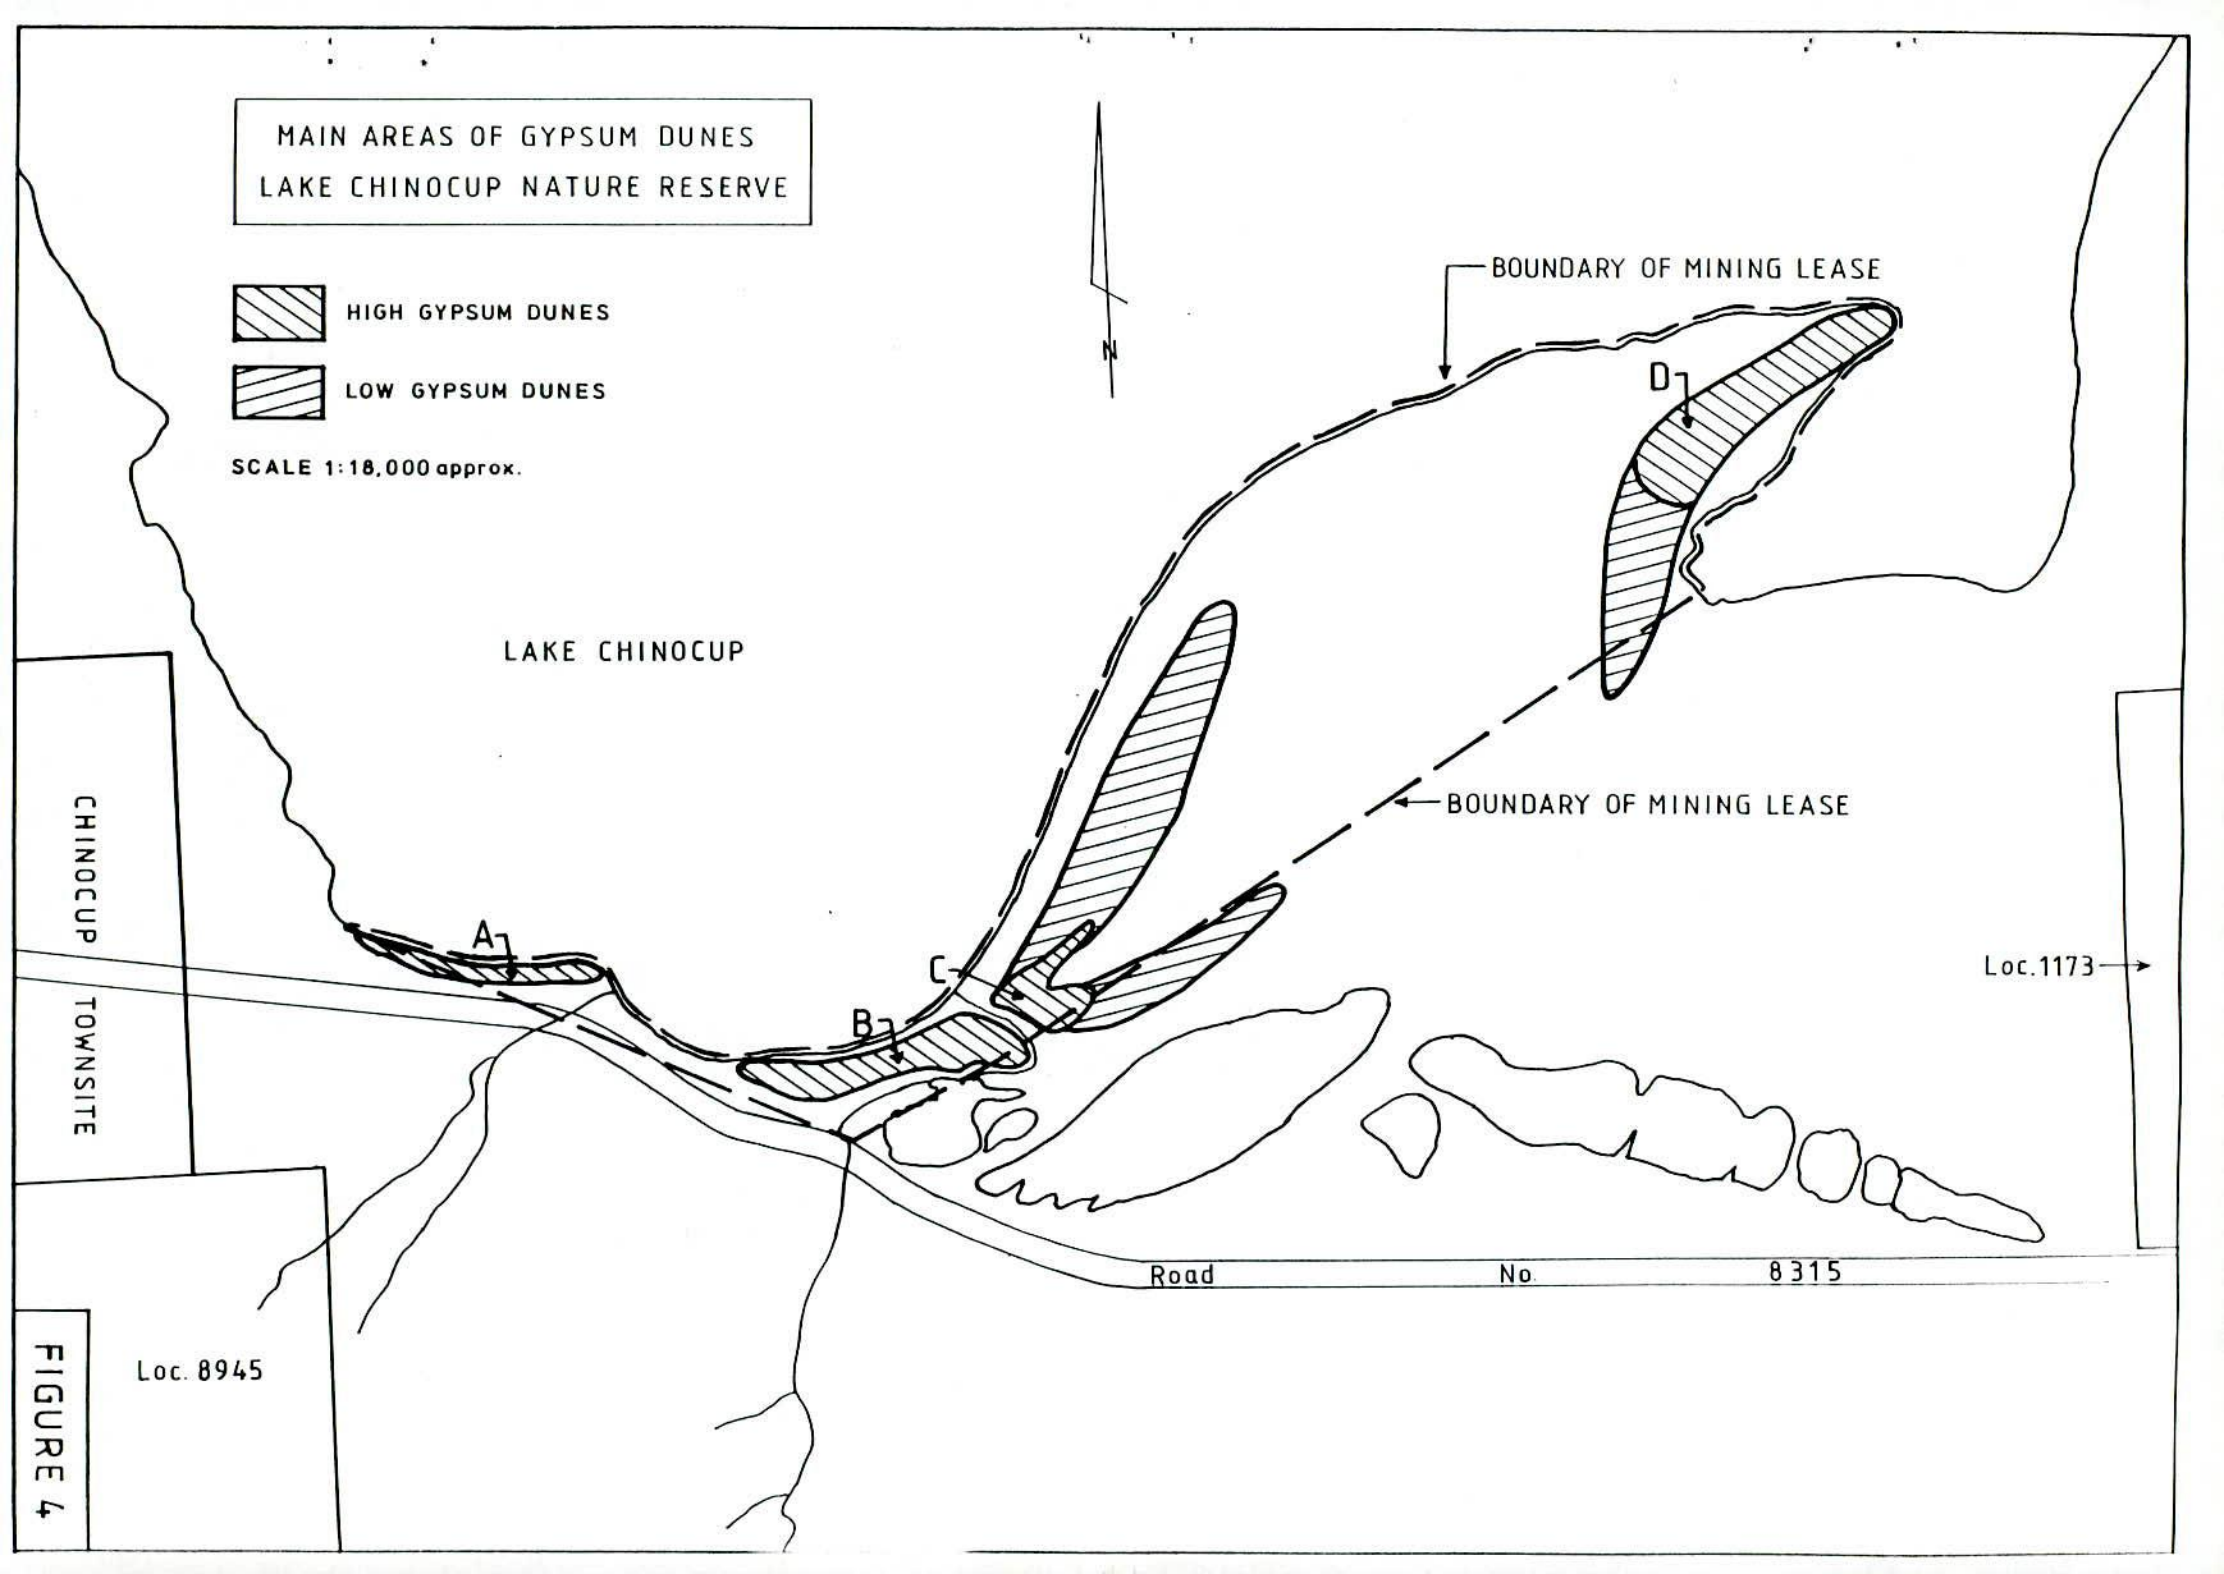 MAIN AREAS OF GYPSUM DUNES
LAKE CHINOCUP NATURE RESERVE
HIGH GYPSUM DUNES
LOW GYPSUM DUNES
SCALE 1:18,000 approx.
N
BOUNDARY OF MINING LEASE
D
LAKE CHINOCUP
BOUNDARY OF MINING LEASE
A
C
B
Loc.1173
CHINOCUP TOWNSITE
Road No. 8315
Loc. 8945
FIGURE 4